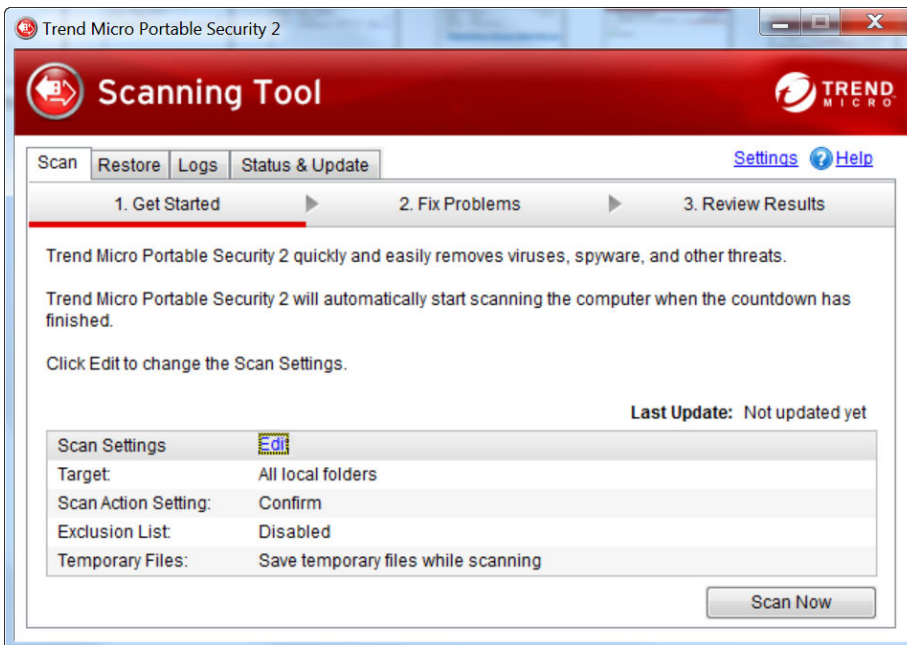 Trend Micro Portable Security 2
Scanning Tool
TREND
MICRO
Scan Restore Logs Status & Update Settings Help
1. Get Started 2. Fix Problems 3. Review Results
Trend Micro Portable Security 2 quickly and easily removes viruses, spyware, and other threats.
Trend Micro Portable Security 2 will automatically start scanning the computer when the countdown has
finished.
Click Edit to change the Scan Settings.
Last Update: Not updated yet
Scan Settings Edit
Target: All local folders
Scan Action Setting: Confirm
Exclusion List: Disabled
Temporary Files: Save temporary files while scanning
Scan Now